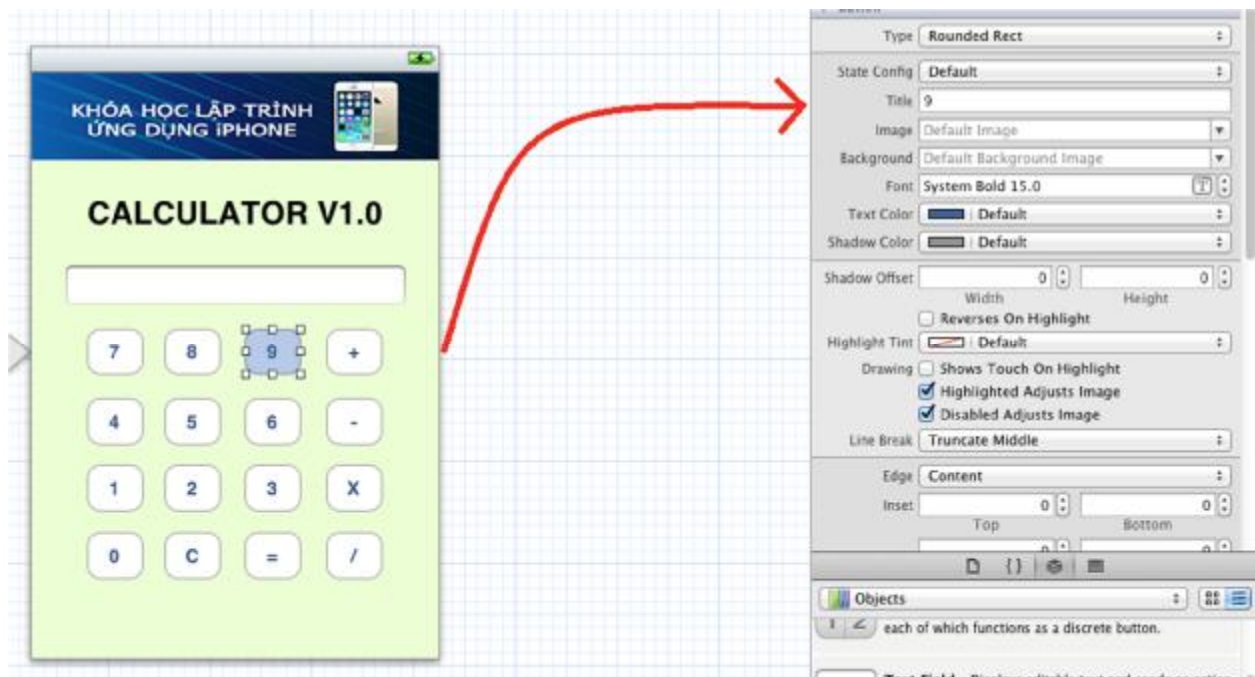 KHÓA HỌC LẬP TRÌNH
ỨNG DỤNG iPHONE
CALCULATOR V1.0
7 8 9 +
4 5 6 -
1 2 3 X
0 C = /
Type Rounded Rect
State Config Default
Title 9
Image Default Image
Background Default Background Image
Font System Bold 15.0 T
Text Color Default
Shadow Color Default
Shadow Offset 0 0
Width Height
Reverses On Highlight
Highlight Tint Default
Drawing Shows Touch On Highlight
Highlighted Adjusts Image
Disabled Adjusts Image
Line Break Truncate Middle
Edge Content
Inset 0 0
Top Bottom
{ }
Objects
1 2 each of which functions as a discrete button.